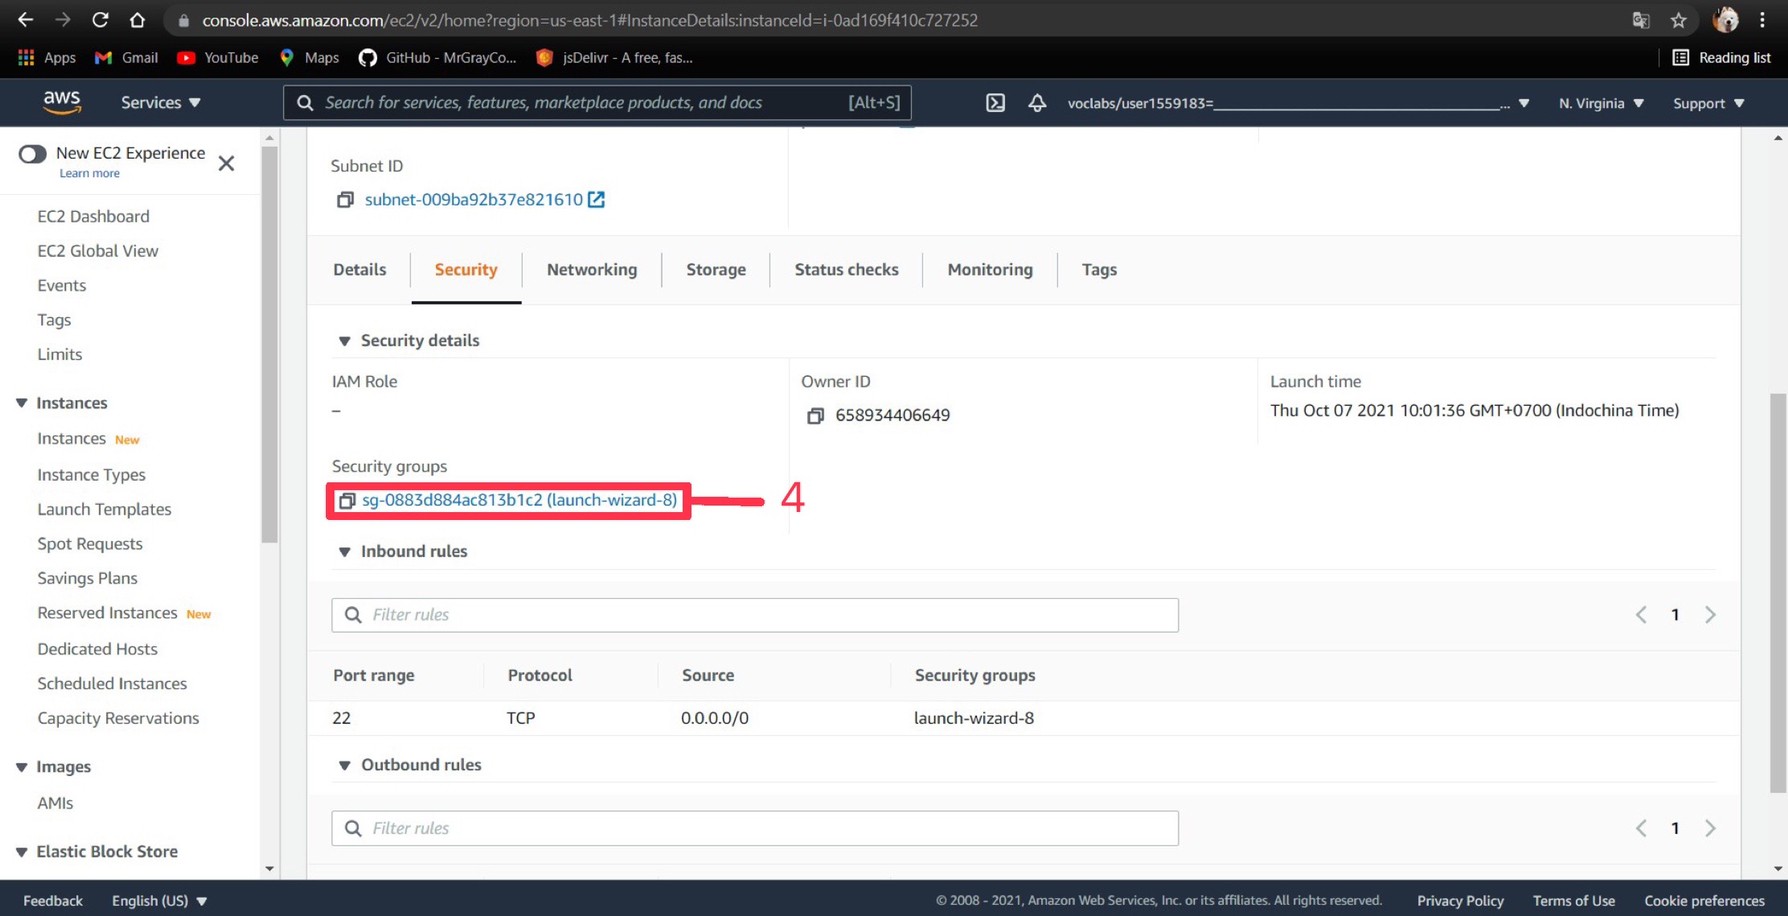 console.aws.amazon.com/ec2/v2/home?region=us-east-1#InstanceDetails:instanceId=i-0ad169f410c727252
Apps Gmail YouTube Maps GitHub - MrGrayCo... jsDelivr - A free, fas... Reading list
aws Services Search for services, features, marketplace products, and docs [Alt+S] voclabs/user1559183=________________________________... N. Virginia Support
New EC2 Experience
Learn more
EC2 Dashboard
EC2 Global View
Events
Tags
Limits
Instances
Instances New
Instance Types
Launch Templates
Spot Requests
Savings Plans
Reserved Instances New
Dedicated Hosts
Scheduled Instances
Capacity Reservations
Images
AMIs
Elastic Block Store
Subnet ID
subnet-009ba92b37e821610
Details Security Networking Storage Status checks Monitoring Tags
Security details
IAM Role Owner ID Launch time
– 658934406649 Thu Oct 07 2021 10:01:36 GMT+0700 (Indochina Time)
Security groups
sg-0883d884ac813b1c2 (launch-wizard-8) 4
Inbound rules
Filter rules 1
Port range Protocol Source Security groups
22 TCP 0.0.0.0/0 launch-wizard-8
Outbound rules
Filter rules 1
Feedback English (US) © 2008 - 2021, Amazon Web Services, Inc. or its affiliates. All rights reserved. Privacy Policy Terms of Use Cookie preferences